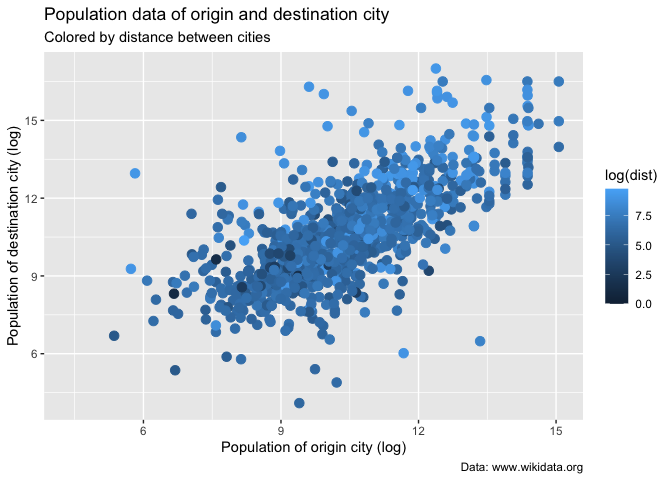 Population data of origin and destination city
Colored by distance between cities
Population of destination city (log)
15
12
9
6
6
9
12
15
Population of origin city (log)
log(dist)
7.5
5.0
2.5
0.0
Data: www.wikidata.org